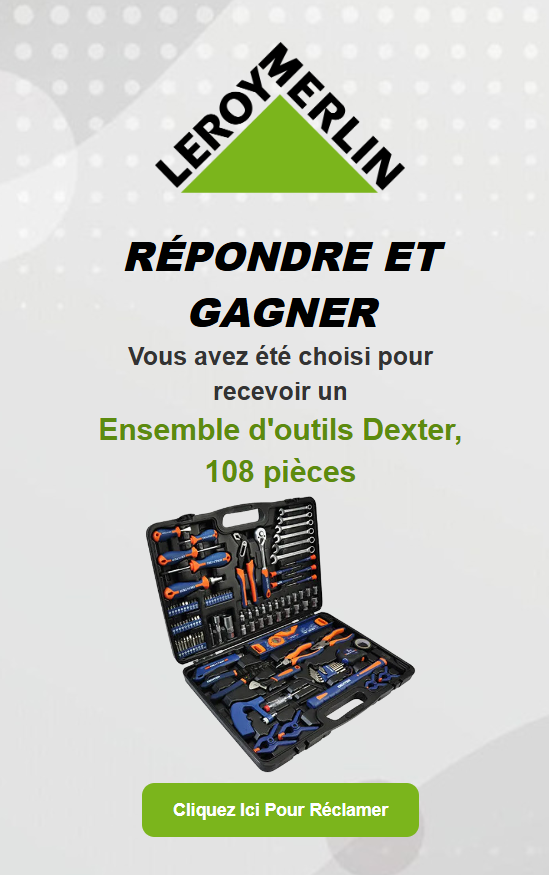 LEROY MERLIN
RÉPONDRE ET
GAGNER
Vous avez été choisi pour
recevoir un
Ensemble d'outils Dexter,
108 pièces
Cliquez Ici Pour Réclamer